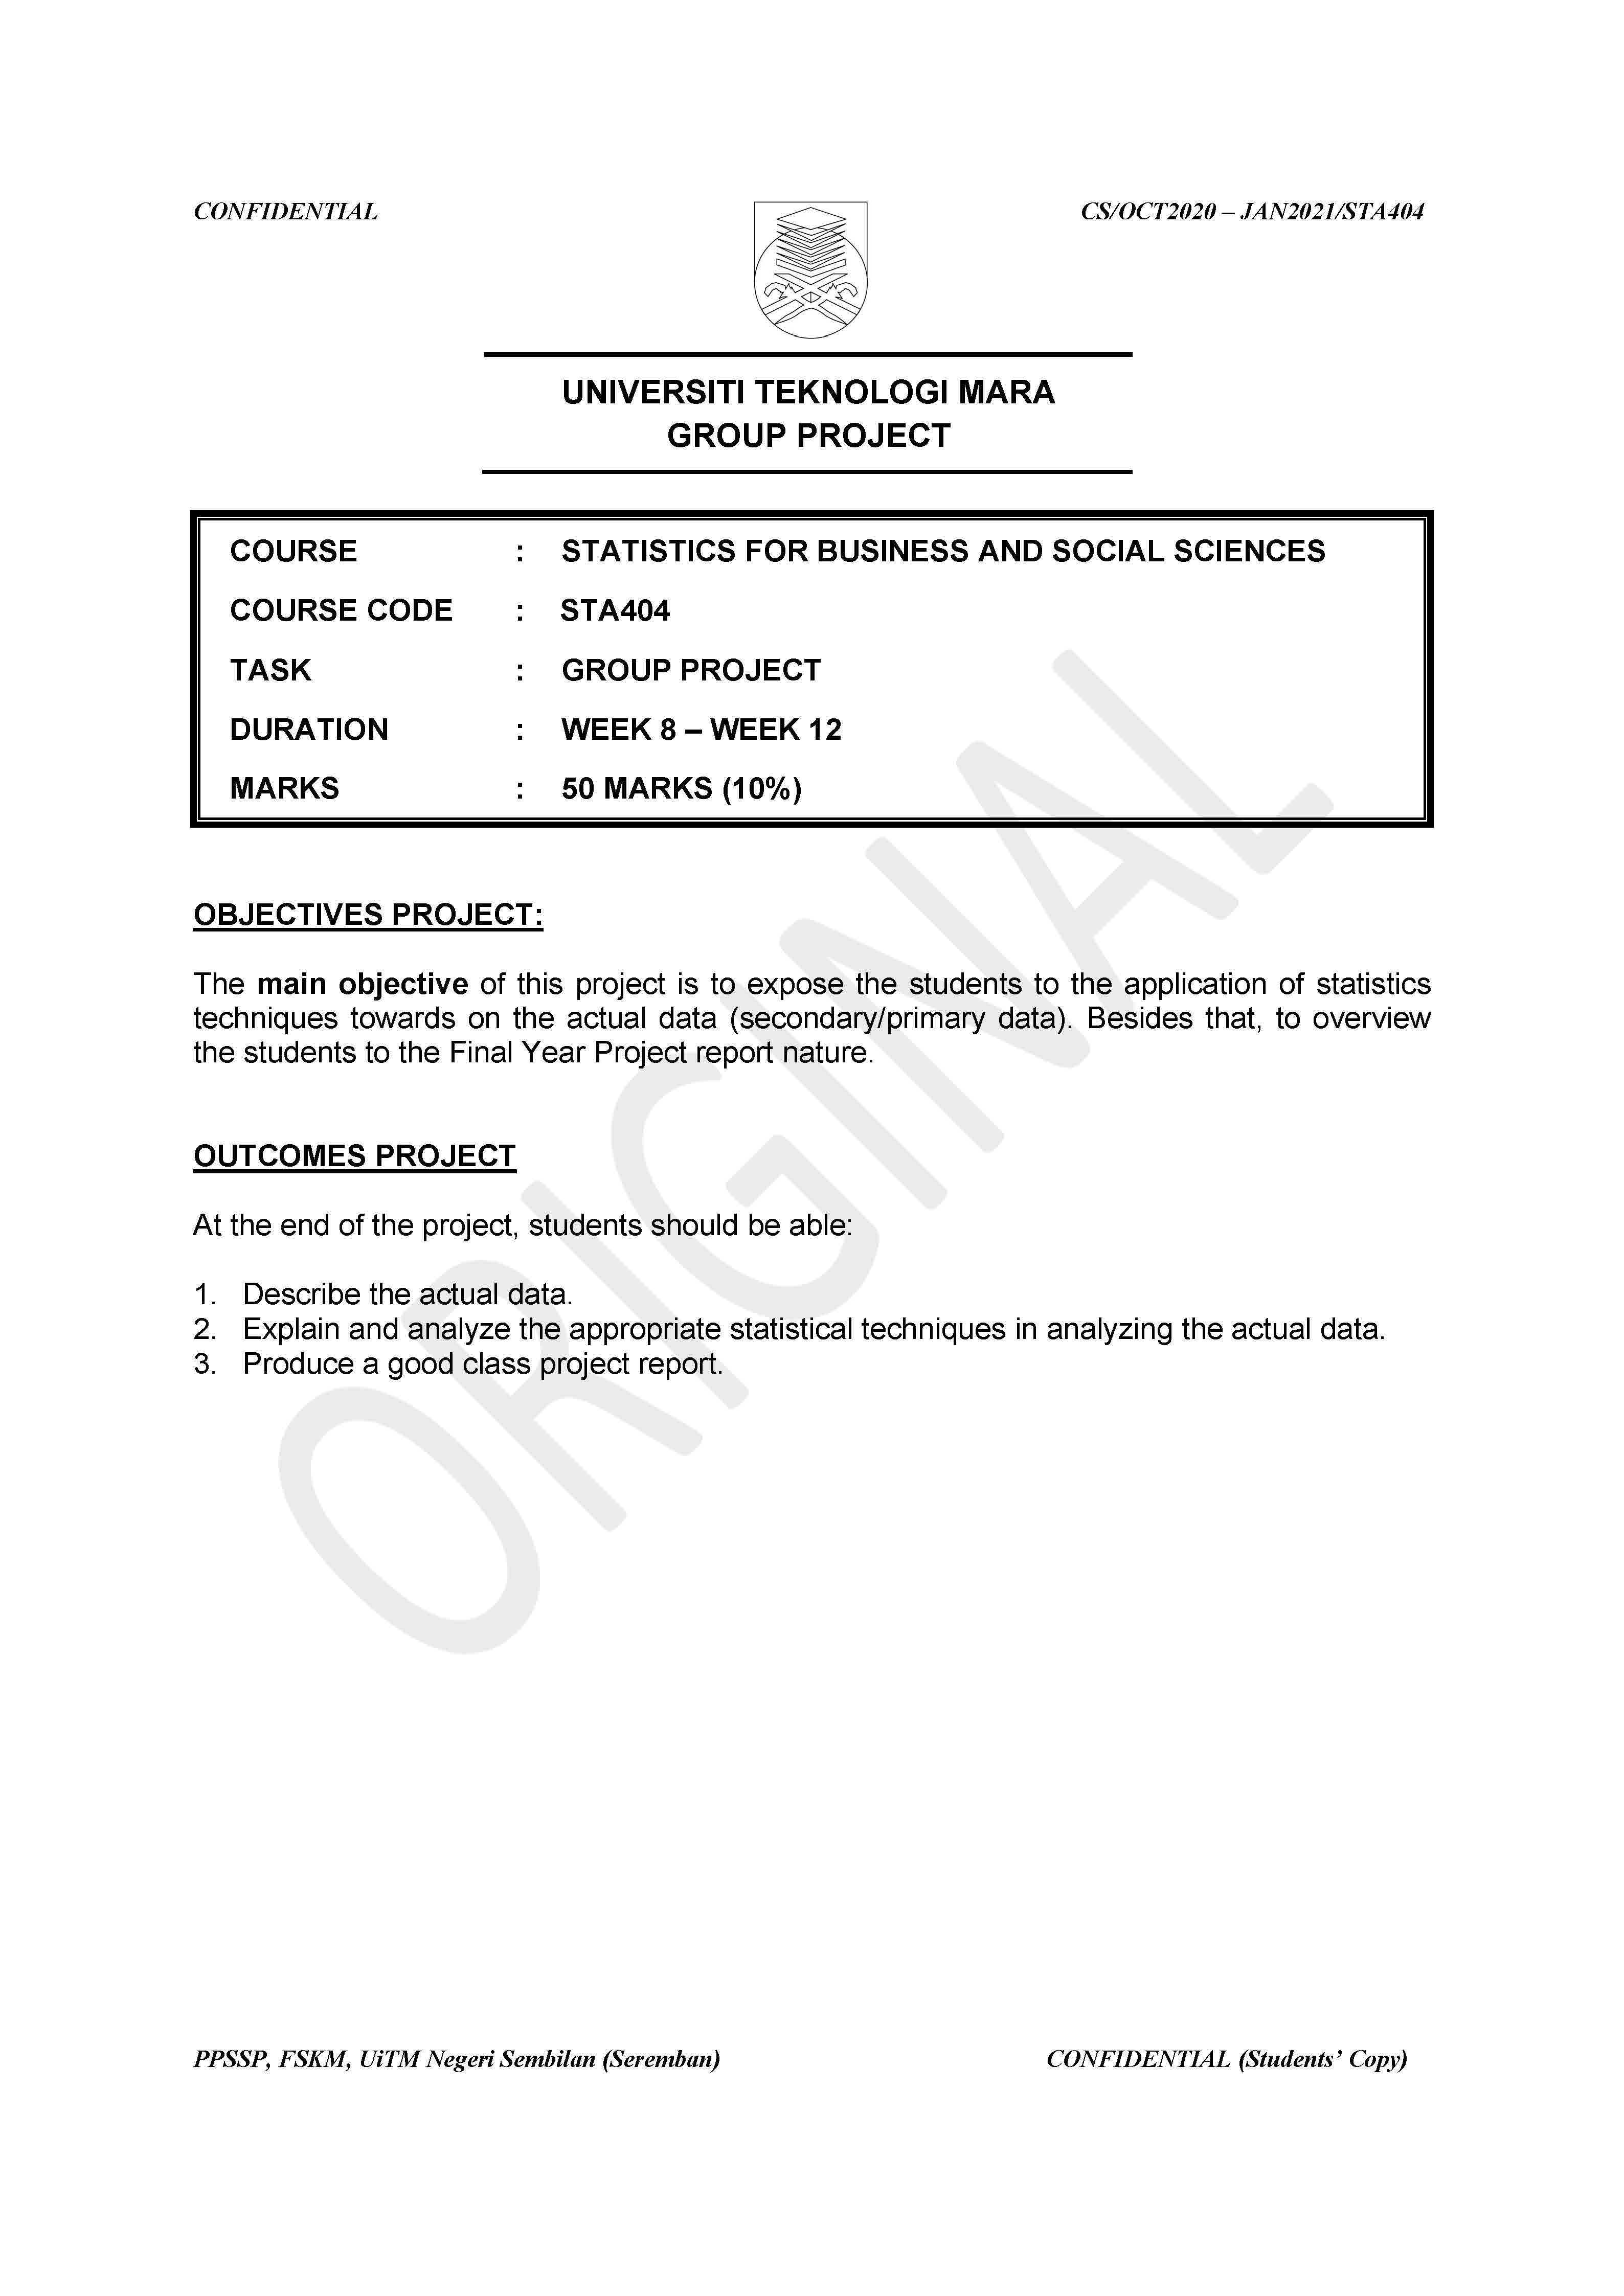 CONFIDENTIAL CS/OCT2020 – JAN2021/STA404
UNIVERSITI TEKNOLOGI MARA
GROUP PROJECT
COURSE : STATISTICS FOR BUSINESS AND SOCIAL SCIENCES
COURSE CODE : STA404
TASK : GROUP PROJECT
DURATION : WEEK 8 – WEEK 12
MARKS : 50 MARKS (10%)
OBJECTIVES PROJECT:
The main objective of this project is to expose the students to the application of statistics
techniques towards on the actual data (secondary/primary data). Besides that, to overview
the students to the Final Year Project report nature.
OUTCOMES PROJECT
At the end of the project, students should be able:
1. Describe the actual data.
2. Explain and analyze the appropriate statistical techniques in analyzing the actual data.
3. Produce a good class project report.
ORIGINAL
PPSSP, FSKM, UiTM Negeri Sembilan (Seremban) CONFIDENTIAL (Students’ Copy)